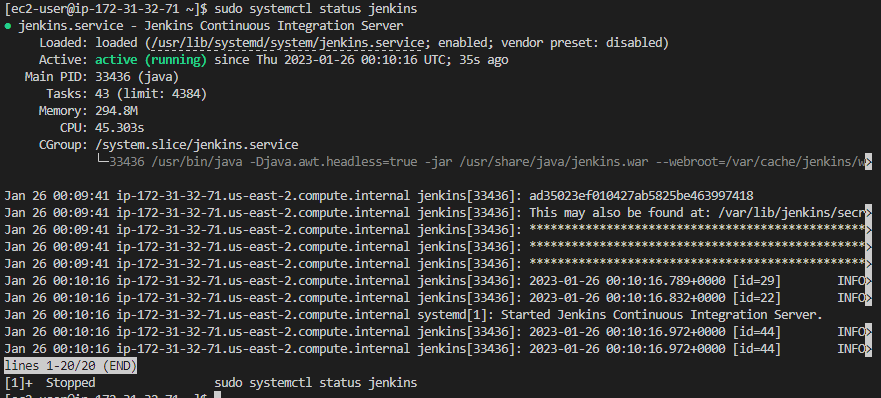 [ec2-user@ip-172-31-32-71 ~]$ sudo systemctl status jenkins
● jenkins.service - Jenkins Continuous Integration Server
Loaded: loaded (/usr/lib/systemd/system/jenkins.service; enabled; vendor preset: disabled)
Active: active (running) since Thu 2023-01-26 00:10:16 UTC; 35s ago
Main PID: 33436 (java)
Tasks: 43 (limit: 4384)
Memory: 294.8M
CPU: 45.303s
CGroup: /system.slice/jenkins.service
└─33436 /usr/bin/java -Djava.awt.headless=true -jar /usr/share/java/jenkins.war --webroot=/var/cache/jenkins/w>
Jan 26 00:09:41 ip-172-31-32-71.us-east-2.compute.internal jenkins[33436]: ad35023ef010427ab5825be463997418
Jan 26 00:09:41 ip-172-31-32-71.us-east-2.compute.internal jenkins[33436]: This may also be found at: /var/lib/jenkins/secr>
Jan 26 00:09:41 ip-172-31-32-71.us-east-2.compute.internal jenkins[33436]: *************************************************>
Jan 26 00:09:41 ip-172-31-32-71.us-east-2.compute.internal jenkins[33436]: *************************************************>
Jan 26 00:09:41 ip-172-31-32-71.us-east-2.compute.internal jenkins[33436]: *************************************************>
Jan 26 00:10:16 ip-172-31-32-71.us-east-2.compute.internal jenkins[33436]: 2023-01-26 00:10:16.789+0000 [id=29] INFO>
Jan 26 00:10:16 ip-172-31-32-71.us-east-2.compute.internal jenkins[33436]: 2023-01-26 00:10:16.832+0000 [id=22] INFO>
Jan 26 00:10:16 ip-172-31-32-71.us-east-2.compute.internal systemd[1]: Started Jenkins Continuous Integration Server.
Jan 26 00:10:16 ip-172-31-32-71.us-east-2.compute.internal jenkins[33436]: 2023-01-26 00:10:16.972+0000 [id=44] INFO>
Jan 26 00:10:16 ip-172-31-32-71.us-east-2.compute.internal jenkins[33436]: 2023-01-26 00:10:16.972+0000 [id=44] INFO>
lines 1-20/20 (END)
[1]+ Stopped sudo systemctl status jenkins
[ec2-user@ip-172-31-32-71 ~]$